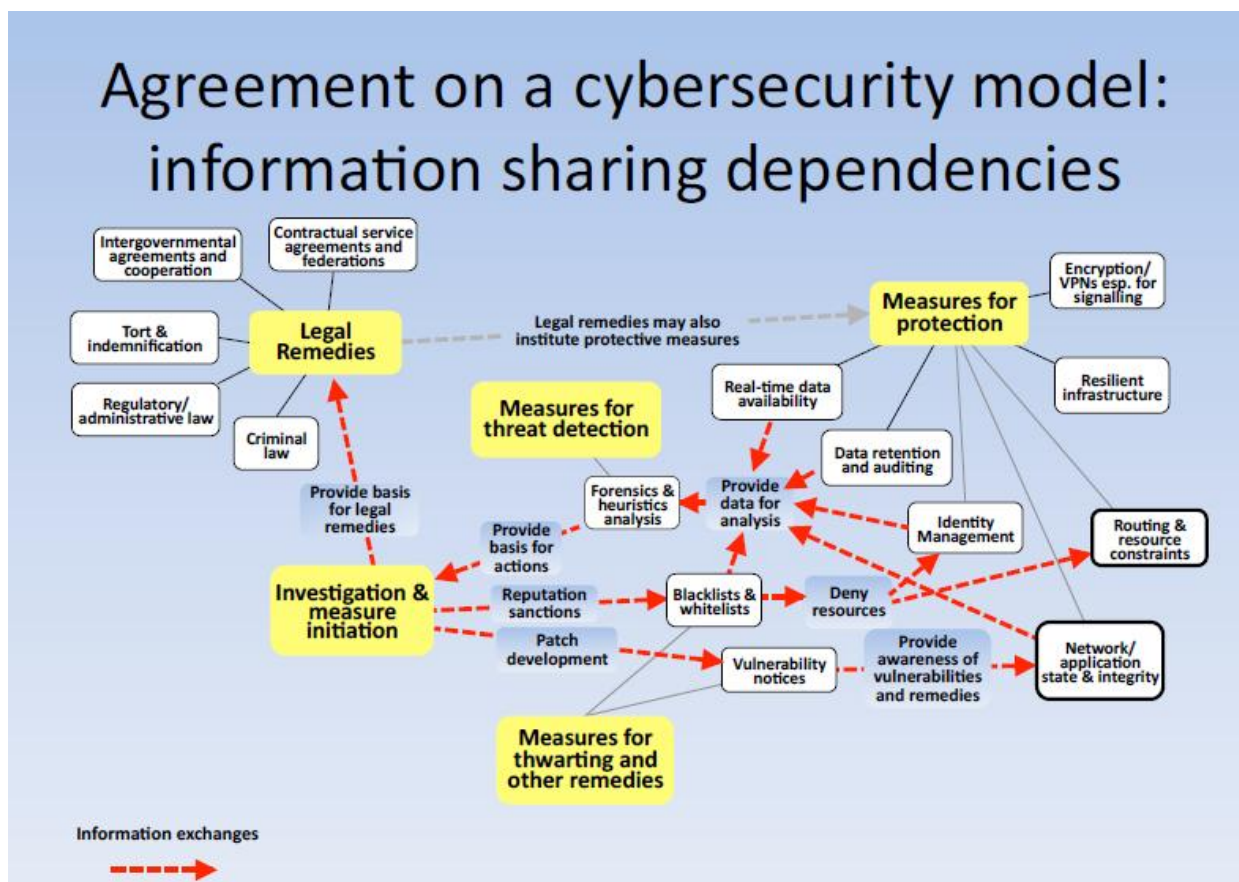 Agreement on a cybersecurity model:
information sharing dependencies
Intergovernmental
agreements and
cooperation
Contractual service
agreements and
federations
Tort &
indemnification
Legal
Remedies
Regulatory/
administrative law
Criminal
law
Legal remedies may also
institute protective measures
Measures for
protection
Encryption/
VPNs esp. for
signalling
Resilient
infrastructure
Real-time data
availability
Data retention
and auditing
Measures for
threat detection
Forensics &
heuristics
analysis
Provide
data for
analysis
Identity
Management
Routing &
resource
constraints
Provide basis
for legal
remedies
Provide
basis for
actions
Investigation &
measure
initiation
Reputation
sanctions
Blacklists &
whitelists
Deny
resources
Patch
development
Vulnerability
notices
Provide
awareness of
vulnerabilities
and remedies
Network/
application
state & integrity
Measures for
thwarting and
other remedies
Information exchanges